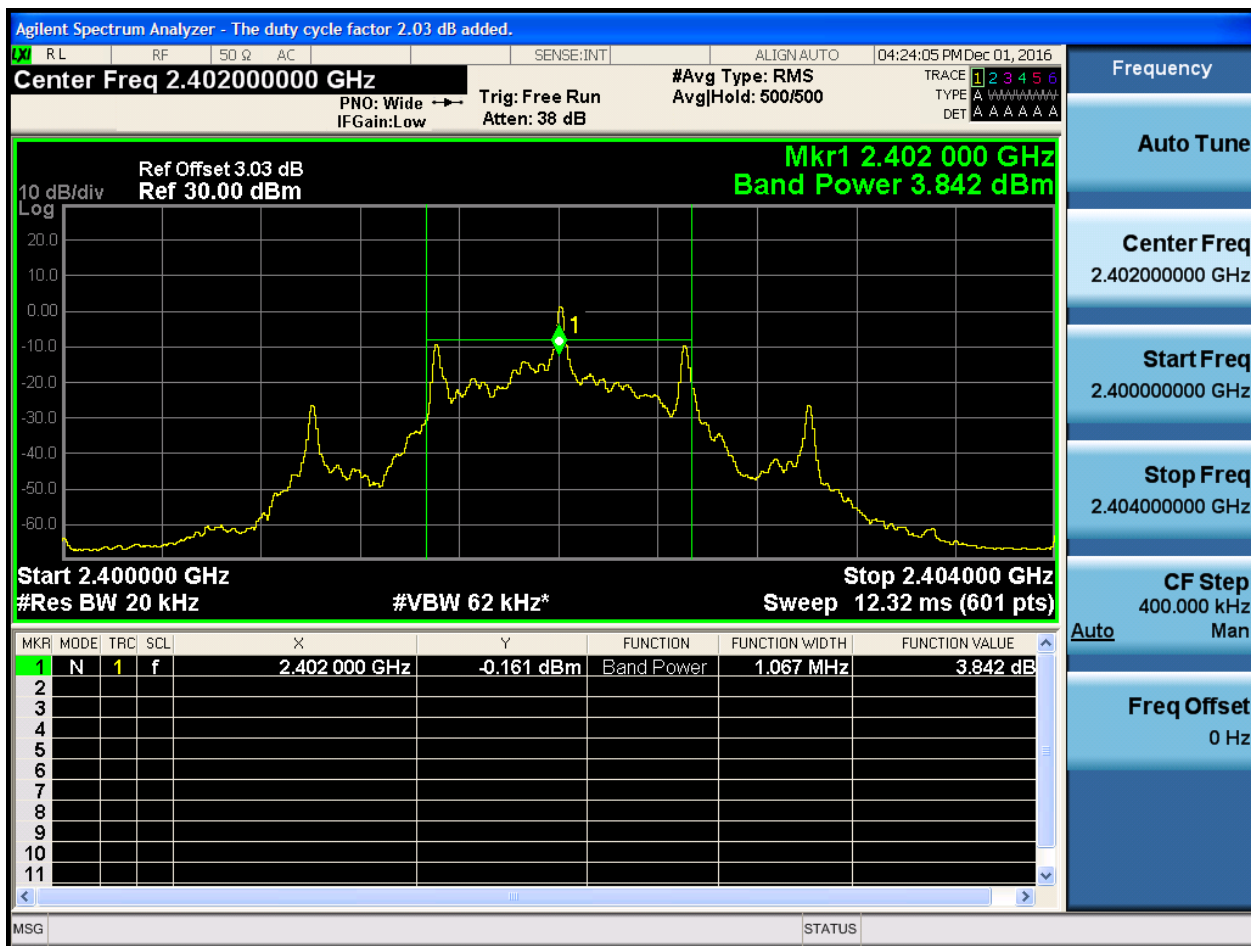 Agilent Spectrum Analyzer - The duty cycle factor 2.03 dB added.
LXI RL RF 50 Ω AC SENSE:INT ALIGN AUTO 04:24:05 PM Dec 01, 2016
Center Freq 2.402000000 GHz
PNO: Wide
IFGain:Low
Trig: Free Run
Atten: 38 dB
#Avg Type: RMS
Avg|Hold: 500/500
TRACE 1 2 3 4 5 6
TYPE A WWWWW
DET A A A A A A
Mkr1 2.402 000 GHz
Band Power 3.842 dBm
Ref Offset 3.03 dB
Ref 30.00 dBm
10 dB/div
Log
20.0
10.0
0.00
-10.0
-20.0
-30.0
-40.0
-50.0
-60.0
1
Start 2.400000 GHz Stop 2.404000 GHz
#Res BW 20 kHz #VBW 62 kHz* Sweep 12.32 ms (601 pts)
MKR MODE TRC SCL X Y FUNCTION FUNCTION WIDTH FUNCTION VALUE
1 N 1 f 2.402 000 GHz -0.161 dBm Band Power 1.067 MHz 3.842 dB
2
3
4
5
6
7
8
9
10
11
MSG STATUS
Frequency
Auto Tune
Center Freq
2.402000000 GHz
Start Freq
2.400000000 GHz
Stop Freq
2.404000000 GHz
CF Step
400.000 kHz
Auto Man
Freq Offset
0 Hz